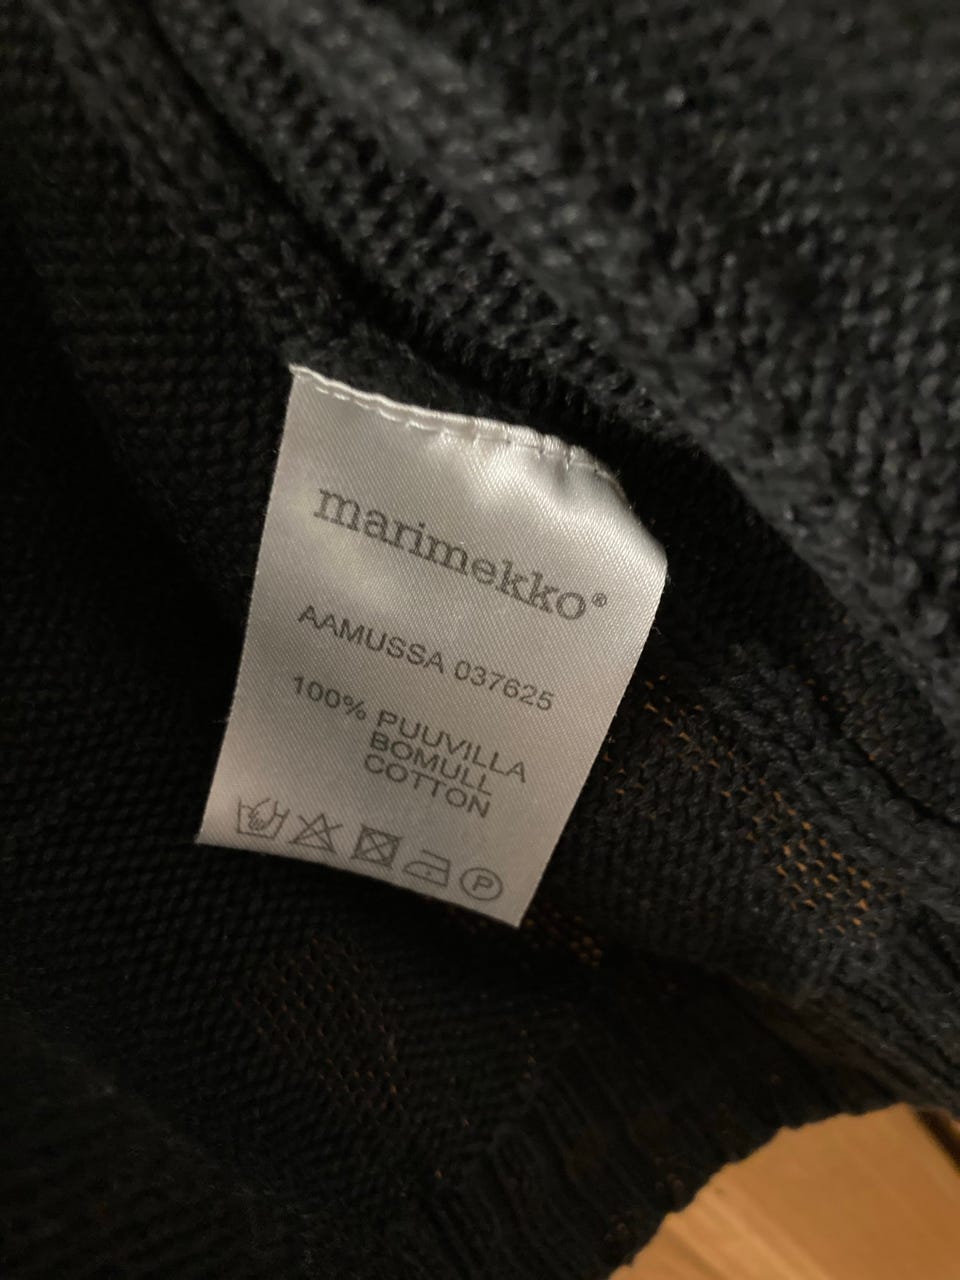 marimekko®
AAMUSSA 037625
100% PUUVILLA
BOMULL
COTTON
P